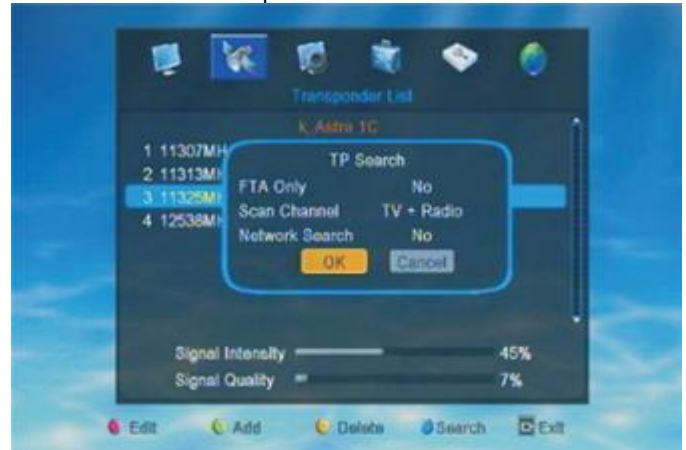 Transponder List
k. Astra 1C
1 11307MH
2 11313MH
3 11325MH
4 12538MH
TP Search
FTA Only No
Scan Channel TV + Radio
Network Search No
OK Cancel
Signal Intensity 45%
Signal Quality 7%
Edit Add Delete Search Exit